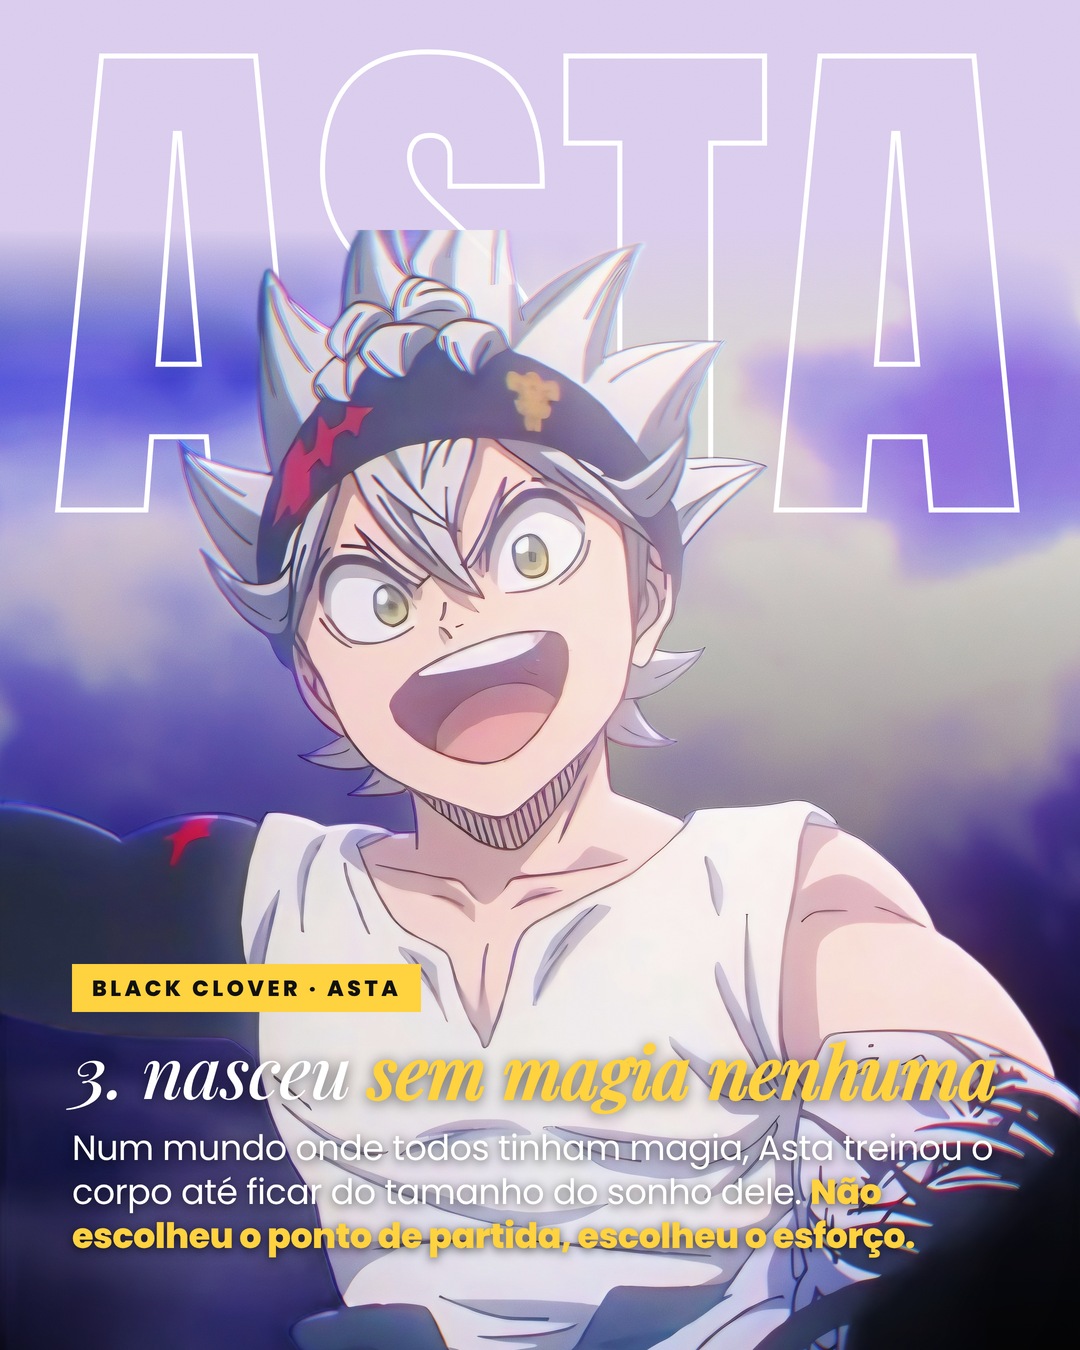 ASTA
BLACK CLOVER · ASTA
3. nasceu sem magia nenhuma
Num mundo onde todos tinham magia, Asta treinou o
corpo até ficar do tamanho do sonho dele. Não
escolheu o ponto de partida, escolheu o esforço.